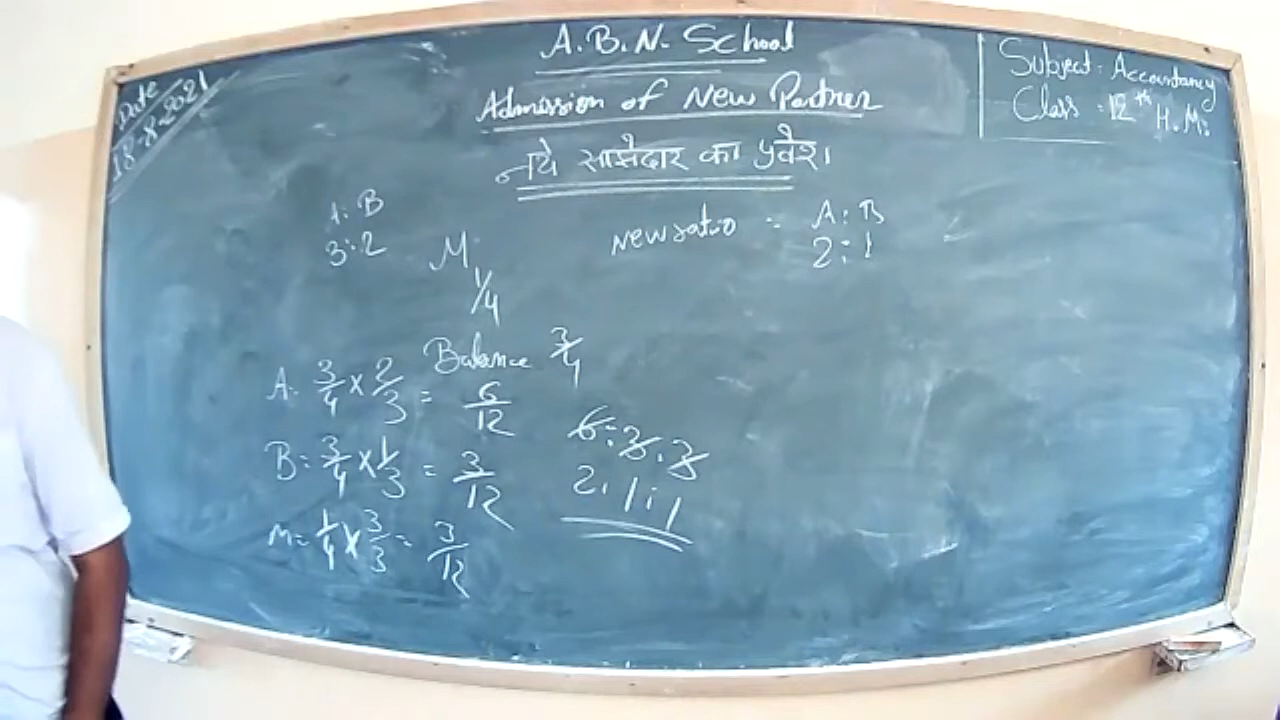 A.B.N. School
Admission of New Partner
नये साझेदार का प्रवेश।
Date
18-8-2021
Subject: Accountancy
Class : 12th H.M.
A: B
3:2
M
1/4
New ratio = A: B
2:1
Balance 3/4
A: 3/4 × 2/3 = 6/12
B= 3/4 × 1/3 = 3/12
M= 1/4 × 3/3 = 3/12
6:3:3
2:1:1